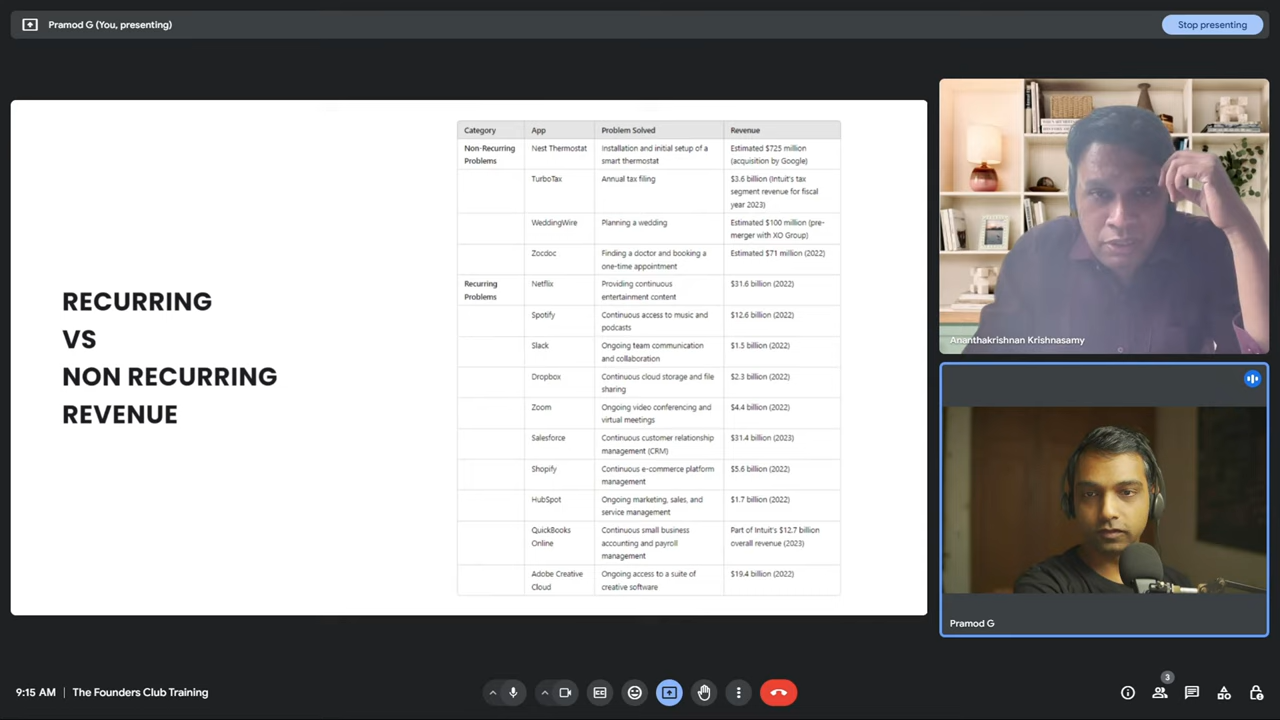 Pramod G (You, presenting)
Stop presenting
RECURRING
VS
NON RECURRING
REVENUE
Category App Problem Solved Revenue
Non-Recurring Nest Thermostat Installation and initial setup of a Estimated $725 million
Problems smart thermostat (acquisition by Google)
TurboTax Annual tax filing $3.6 billion (Intuit's tax
segment revenue for fiscal
year 2023)
WeddingWire Planning a wedding Estimated $100 million (pre-
merger with XO Group)
Zocdoc Finding a doctor and booking a Estimated $71 million (2022)
one-time appointment
Recurring Netflix Providing continuous $31.6 billion (2022)
Problems entertainment content
Spotify Continuous access to music and $12.6 billion (2022)
podcasts
Slack Ongoing team communication $1.5 billion (2022)
and collaboration
Dropbox Continuous cloud storage and file $2.3 billion (2022)
sharing
Zoom Ongoing video conferencing and $4.4 billion (2022)
virtual meetings
Salesforce Continuous customer relationship $31.4 billion (2023)
management (CRM)
Shopify Continuous e-commerce platform $5.6 billion (2022)
management
HubSpot Ongoing marketing, sales, and $1.7 billion (2022)
service management
QuickBooks Continuous small business Part of Intuit's $12.7 billion
Online accounting and payroll overall revenue (2023)
management
Adobe Creative Ongoing access to a suite of $19.4 billion (2022)
Cloud creative software
Ananthakrishnan Krishnasamy
Pramod G
9:15 AM | The Founders Club Training
3